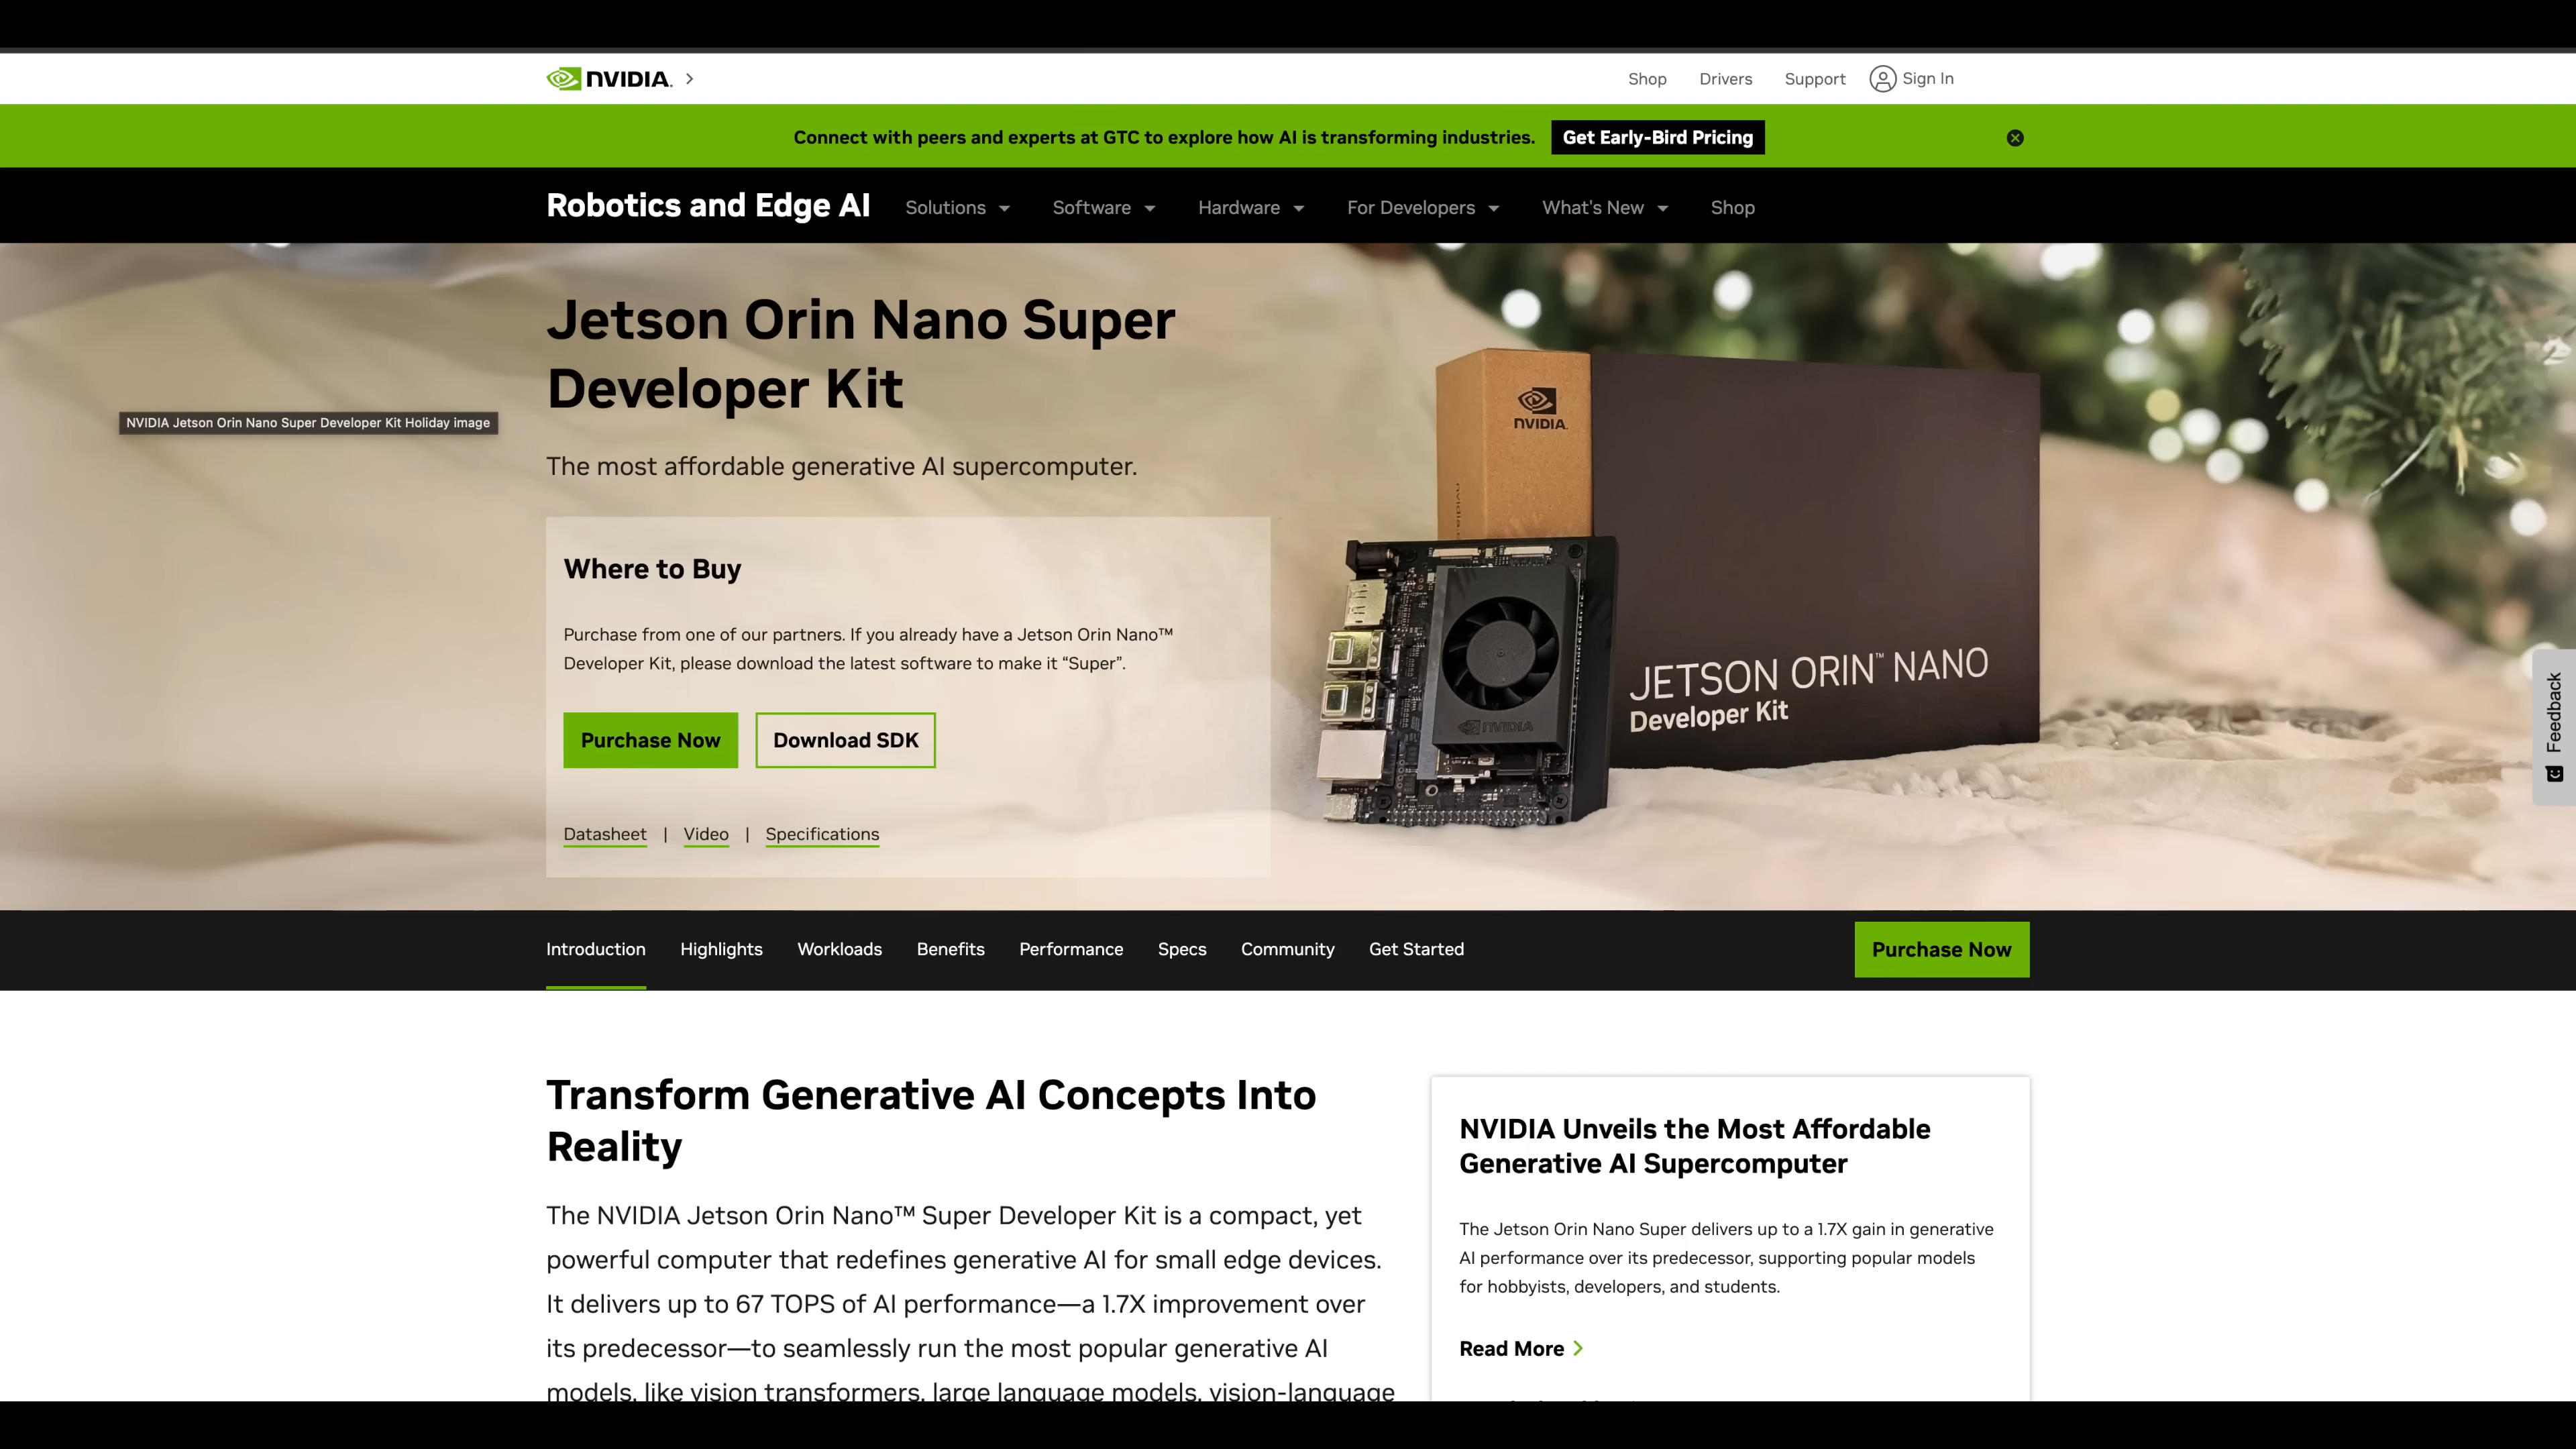 NVIDIA.
Shop
Drivers
Support
Sign In
Connect with peers and experts at GTC to explore how AI is transforming industries.
Get Early-Bird Pricing
Robotics and Edge AI
Solutions
Software
Hardware
For Developers
What's New
Shop
Jetson Orin Nano Super
Developer Kit
NVIDIA Jetson Orin Nano Super Developer Kit Holiday image
The most affordable generative AI supercomputer.
Where to Buy
Purchase from one of our partners. If you already have a Jetson Orin Nano™
Developer Kit, please download the latest software to make it “Super”.
Purchase Now
Download SDK
Datasheet | Video | Specifications
NVIDIA.
NVIDIA
JETSON ORIN™ NANO
Developer Kit
Feedback
Introduction
Highlights
Workloads
Benefits
Performance
Specs
Community
Get Started
Purchase Now
Transform Generative AI Concepts Into
Reality
The NVIDIA Jetson Orin Nano™ Super Developer Kit is a compact, yet
powerful computer that redefines generative AI for small edge devices.
It delivers up to 67 TOPS of AI performance—a 1.7X improvement over
its predecessor—to seamlessly run the most popular generative AI
models, like vision transformers, large language models, vision-language
NVIDIA Unveils the Most Affordable
Generative AI Supercomputer
The Jetson Orin Nano Super delivers up to a 1.7X gain in generative
AI performance over its predecessor, supporting popular models
for hobbyists, developers, and students.
Read More